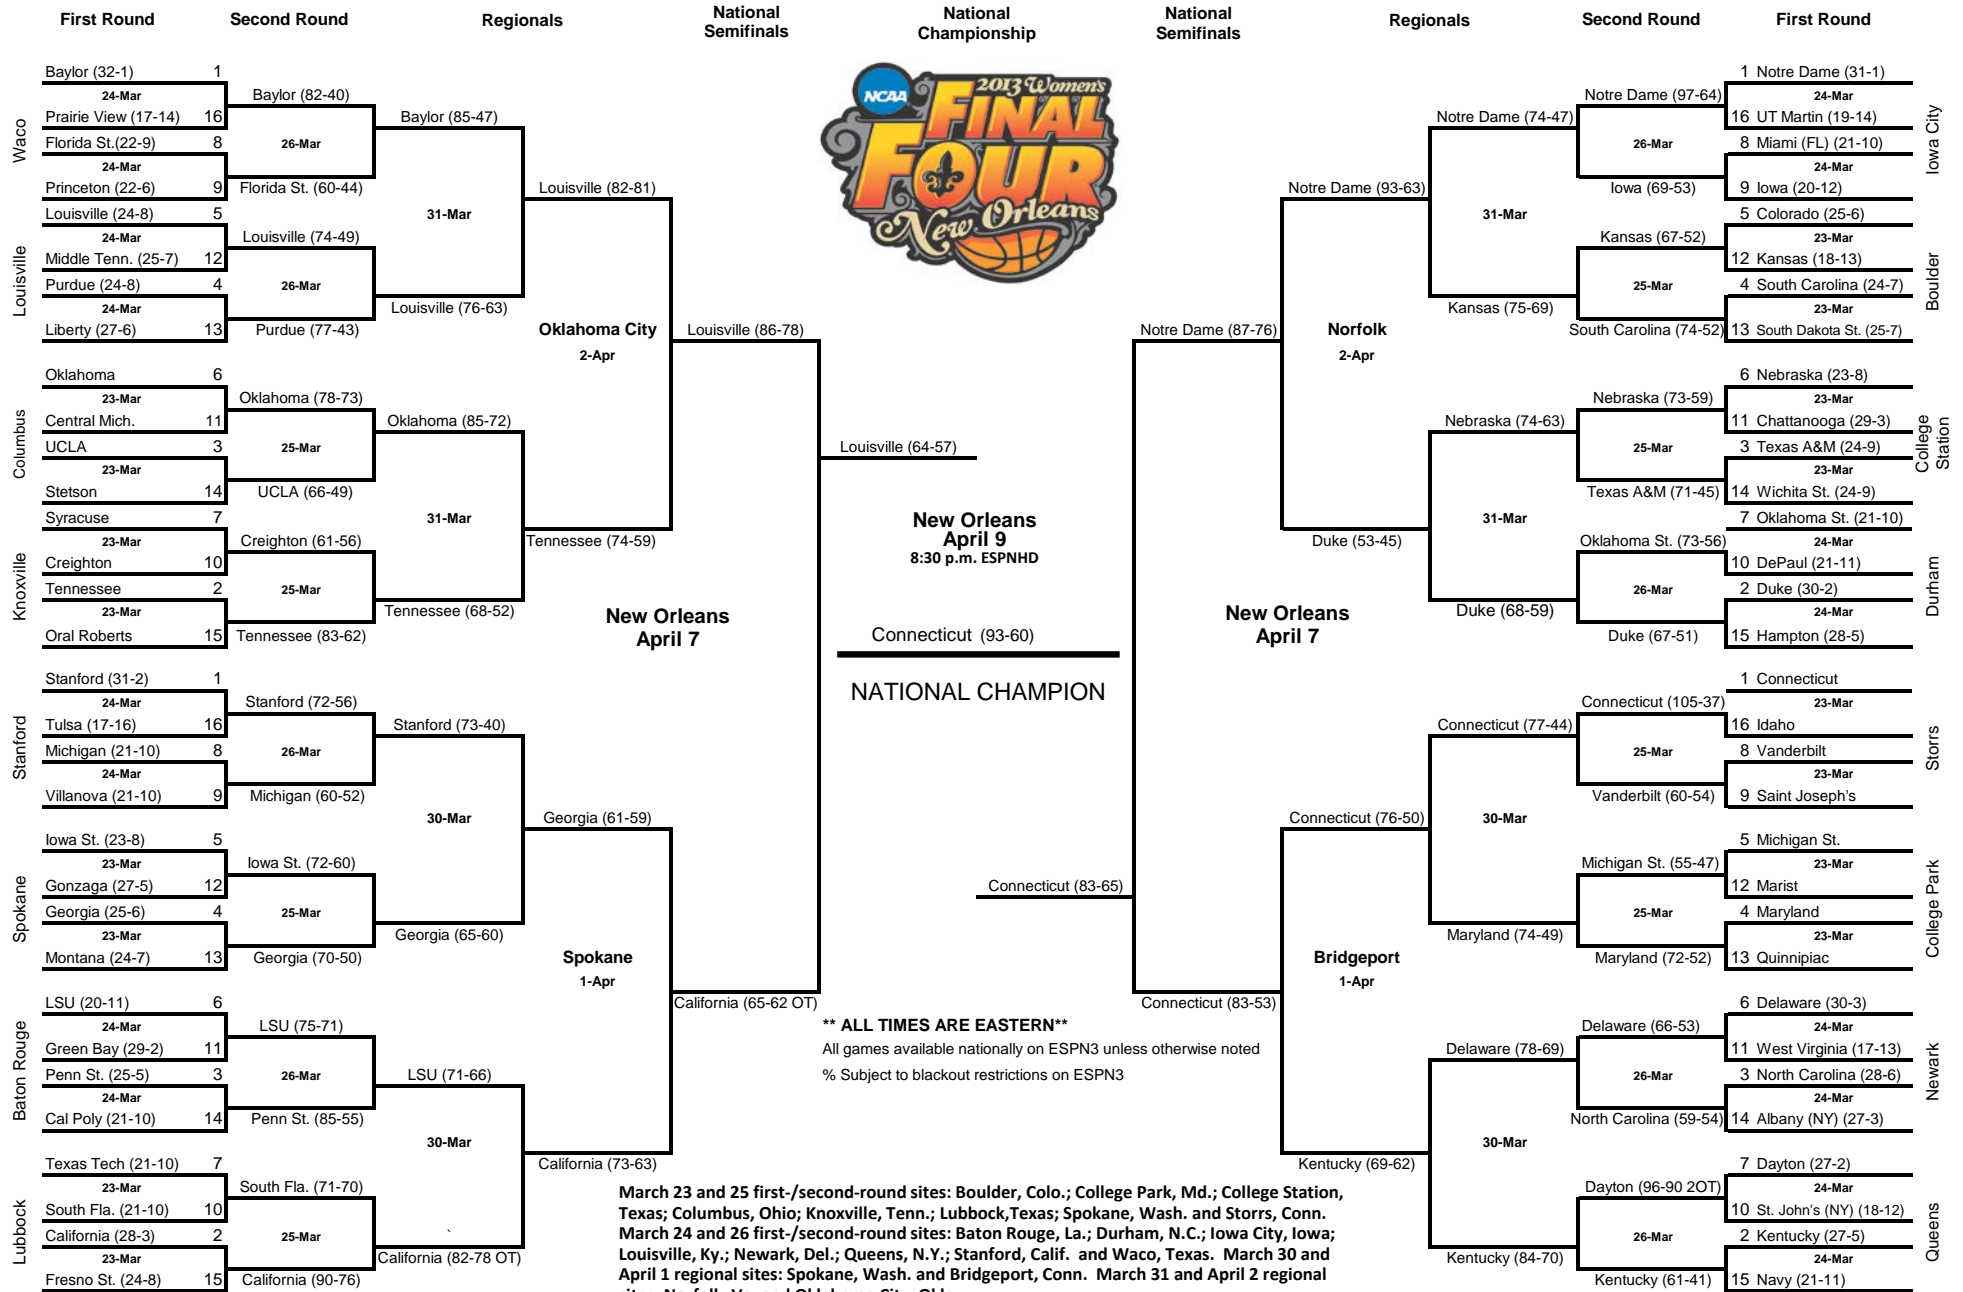 First Round
Second Round
Regionals
National
Semifinals
National
Championship
National
Semifinals
Regionals
Second Round
First Round
NCAA
2013 Women's
FINAL
FOUR
New Orleans
Waco
Baylor (32-1) 1
24-Mar
Prairie View (17-14) 16
Florida St.(22-9) 8
24-Mar
Princeton (22-6) 9
Louisville
Louisville (24-8) 5
24-Mar
Middle Tenn. (25-7) 12
Purdue (24-8) 4
24-Mar
Liberty (27-6) 13
Columbus
Oklahoma 6
23-Mar
Central Mich. 11
UCLA 3
23-Mar
Stetson 14
Knoxville
Syracuse 7
23-Mar
Creighton 10
Tennessee 2
23-Mar
Oral Roberts 15
Stanford
Stanford (31-2) 1
24-Mar
Tulsa (17-16) 16
Michigan (21-10) 8
24-Mar
Villanova (21-10) 9
Spokane
Iowa St. (23-8) 5
23-Mar
Gonzaga (27-5) 12
Georgia (25-6) 4
23-Mar
Montana (24-7) 13
Baton Rouge
LSU (20-11) 6
24-Mar
Green Bay (29-2) 11
Penn St. (25-5) 3
24-Mar
Cal Poly (21-10) 14
Lubbock
Texas Tech (21-10) 7
23-Mar
South Fla. (21-10) 10
California (28-3) 2
23-Mar
Fresno St. (24-8) 15
Baylor (82-40)
26-Mar
Florida St. (60-44)
Louisville (74-49)
26-Mar
Purdue (77-43)
Oklahoma (78-73)
25-Mar
UCLA (66-49)
Creighton (61-56)
25-Mar
Tennessee (83-62)
Stanford (72-56)
26-Mar
Michigan (60-52)
Iowa St. (72-60)
25-Mar
Georgia (70-50)
LSU (75-71)
26-Mar
Penn St. (85-55)
South Fla. (71-70)
25-Mar
California (90-76)
Baylor (85-47)
31-Mar
Louisville (76-63)
Oklahoma (85-72)
31-Mar
Tennessee (68-52)
Stanford (73-40)
30-Mar
Georgia (65-60)
LSU (71-66)
30-Mar
California (82-78 OT)
Louisville (82-81)
Oklahoma City
2-Apr
Tennessee (74-59)
Georgia (61-59)
Spokane
1-Apr
California (73-63)
Louisville (86-78)
New Orleans
April 7
California (65-62 OT)
Louisville (64-57)
New Orleans
April 9
8:30 p.m. ESPNHD
Connecticut (93-60)
NATIONAL CHAMPION
Connecticut (83-65)
Notre Dame (87-76)
New Orleans
April 7
Connecticut (83-53)
Notre Dame (93-63)
Norfolk
2-Apr
Duke (53-45)
Connecticut (76-50)
Bridgeport
1-Apr
Kentucky (69-62)
Notre Dame (74-47)
31-Mar
Kansas (75-69)
Nebraska (74-63)
31-Mar
Duke (68-59)
Connecticut (77-44)
30-Mar
Maryland (74-49)
Delaware (78-69)
30-Mar
Kentucky (84-70)
Notre Dame (97-64)
26-Mar
Iowa (69-53)
Kansas (67-52)
25-Mar
South Carolina (74-52)
Nebraska (73-59)
25-Mar
Texas A&M (71-45)
Oklahoma St. (73-56)
26-Mar
Duke (67-51)
Connecticut (105-37)
25-Mar
Vanderbilt (60-54)
Michigan St. (55-47)
25-Mar
Maryland (72-52)
Delaware (66-53)
26-Mar
North Carolina (59-54)
Dayton (96-90 2OT)
26-Mar
Kentucky (61-41)
1 Notre Dame (31-1)
24-Mar
16 UT Martin (19-14)
8 Miami (FL) (21-10)
24-Mar
9 Iowa (20-12)
Iowa City
5 Colorado (25-6)
23-Mar
12 Kansas (18-13)
4 South Carolina (24-7)
23-Mar
13 South Dakota St. (25-7)
Boulder
6 Nebraska (23-8)
23-Mar
11 Chattanooga (29-3)
3 Texas A&M (24-9)
23-Mar
14 Wichita St. (24-9)
College
Station
7 Oklahoma St. (21-10)
24-Mar
10 DePaul (21-11)
2 Duke (30-2)
24-Mar
15 Hampton (28-5)
Durham
1 Connecticut
23-Mar
16 Idaho
8 Vanderbilt
23-Mar
9 Saint Joseph's
Storrs
5 Michigan St.
23-Mar
12 Marist
4 Maryland
23-Mar
13 Quinnipiac
College Park
6 Delaware (30-3)
24-Mar
11 West Virginia (17-13)
3 North Carolina (28-6)
24-Mar
14 Albany (NY) (27-3)
Newark
7 Dayton (27-2)
24-Mar
10 St. John's (NY) (18-12)
2 Kentucky (27-5)
24-Mar
15 Navy (21-11)
Queens
** ALL TIMES ARE EASTERN**
All games available nationally on ESPN3 unless otherwise noted
% Subject to blackout restrictions on ESPN3
March 23 and 25 first-/second-round sites: Boulder, Colo.; College Park, Md.; College Station,
Texas; Columbus, Ohio; Knoxville, Tenn.; Lubbock,Texas; Spokane, Wash. and Storrs, Conn.
March 24 and 26 first-/second-round sites: Baton Rouge, La.; Durham, N.C.; Iowa City, Iowa;
Louisville, Ky.; Newark, Del.; Queens, N.Y.; Stanford, Calif. and Waco, Texas. March 30 and
April 1 regional sites: Spokane, Wash. and Bridgeport, Conn. March 31 and April 2 regional